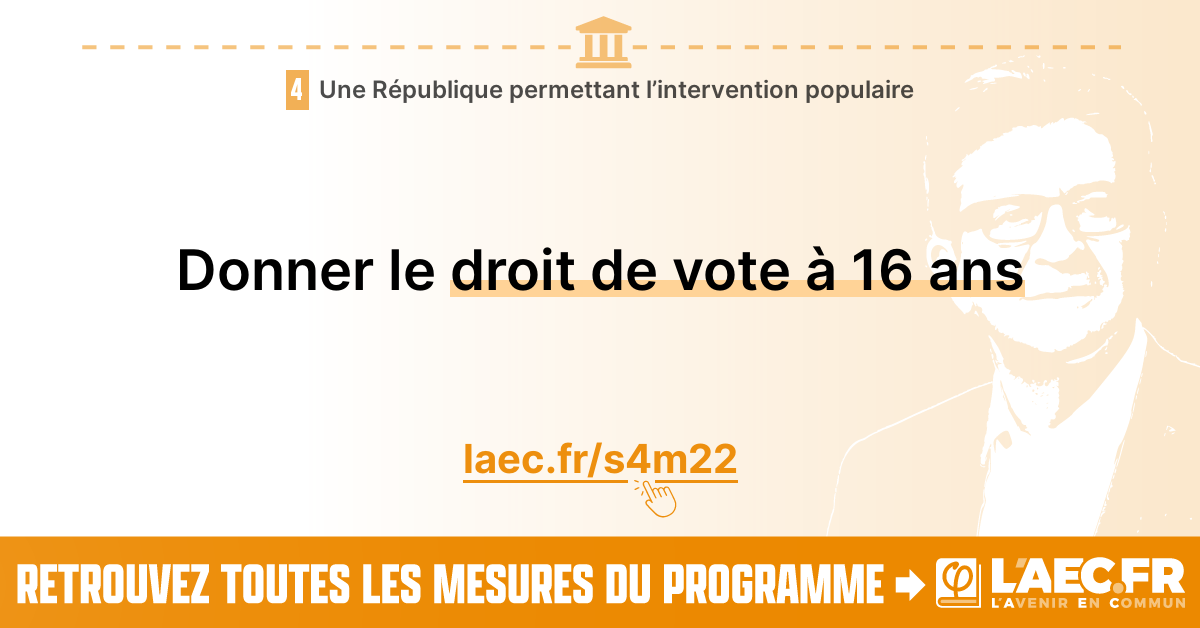 4 Une République permettant l’intervention populaire
Donner le droit de vote à 16 ans
laec.fr/s4m22
RETROUVEZ TOUTES LES MESURES DU PROGRAMME
L'AEC.FR
L'AVENIR EN COMMUN